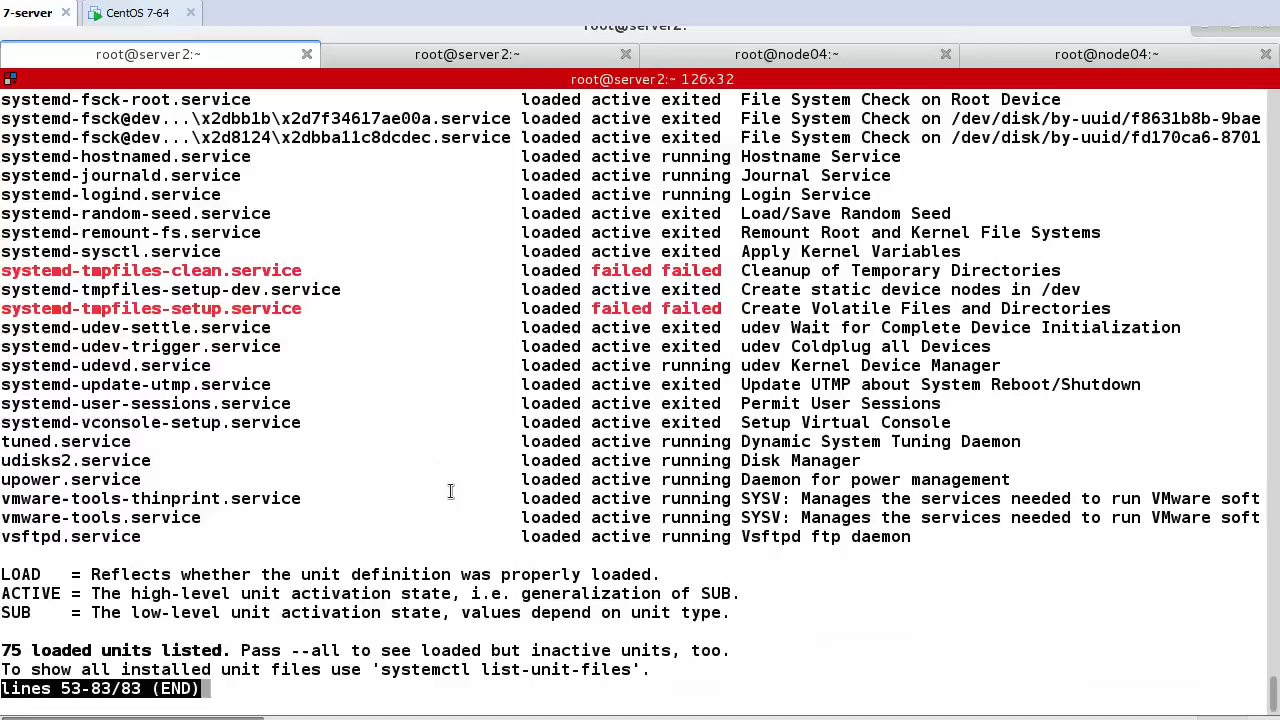 7-server
CentOS 7-64
root@server2:~
root@server2:~
root@server2:~
root@node04:~
root@node04:~
root@server2:~ 126x32
systemd-fsck-root.service loaded active exited File System Check on Root Device
systemd-fsck@dev...\x2dbb1b\x2d7f34617ae00a.service loaded active exited File System Check on /dev/disk/by-uuid/f8631b8b-9bae
systemd-fsck@dev...\x2d8124\x2dbba11c8dcdec.service loaded active exited File System Check on /dev/disk/by-uuid/fd170ca6-8701
systemd-hostnamed.service loaded active running Hostname Service
systemd-journald.service loaded active running Journal Service
systemd-logind.service loaded active running Login Service
systemd-random-seed.service loaded active exited Load/Save Random Seed
systemd-remount-fs.service loaded active exited Remount Root and Kernel File Systems
systemd-sysctl.service loaded active exited Apply Kernel Variables
systemd-tmpfiles-clean.service loaded failed failed Cleanup of Temporary Directories
systemd-tmpfiles-setup-dev.service loaded active exited Create static device nodes in /dev
systemd-tmpfiles-setup.service loaded failed failed Create Volatile Files and Directories
systemd-udev-settle.service loaded active exited udev Wait for Complete Device Initialization
systemd-udev-trigger.service loaded active exited udev Coldplug all Devices
systemd-udevd.service loaded active running udev Kernel Device Manager
systemd-update-utmp.service loaded active exited Update UTMP about System Reboot/Shutdown
systemd-user-sessions.service loaded active exited Permit User Sessions
systemd-vconsole-setup.service loaded active exited Setup Virtual Console
tuned.service loaded active running Dynamic System Tuning Daemon
udisks2.service loaded active running Disk Manager
upower.service loaded active running Daemon for power management
vmware-tools-thinprint.service loaded active running SYSV: Manages the services needed to run VMware soft
vmware-tools.service loaded active running SYSV: Manages the services needed to run VMware soft
vsftpd.service loaded active running Vsftpd ftp daemon
LOAD = Reflects whether the unit definition was properly loaded.
ACTIVE = The high-level unit activation state, i.e. generalization of SUB.
SUB = The low-level unit activation state, values depend on unit type.
75 loaded units listed. Pass --all to see loaded but inactive units, too.
To show all installed unit files use 'systemctl list-unit-files'.
lines 53-83/83 (END)